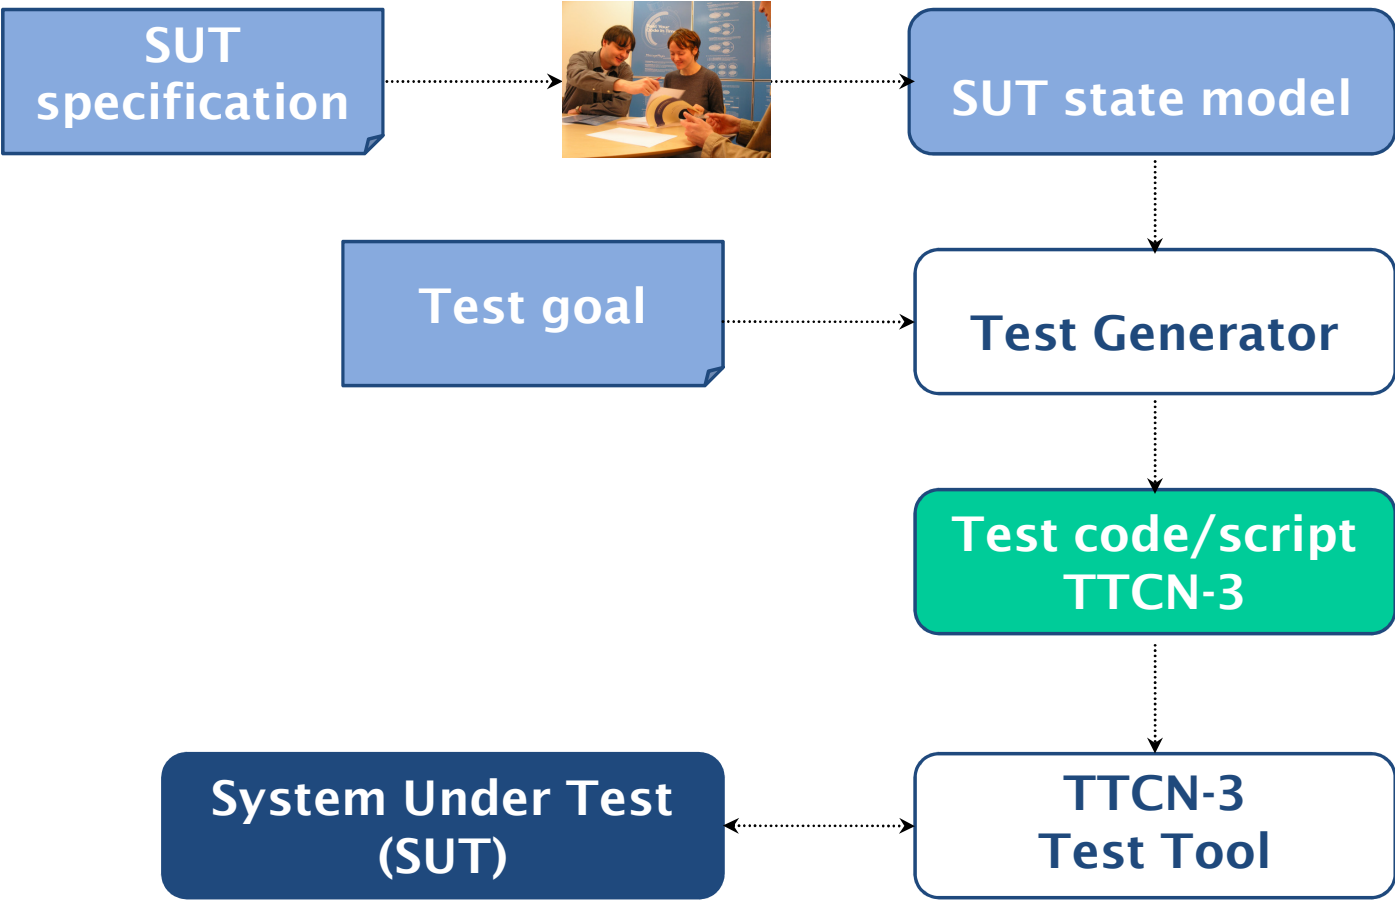 SUT
specification
SUT state model
Test goal
Test Generator
Test code/script
TTCN-3
System Under Test
(SUT)
TTCN-3
Test Tool